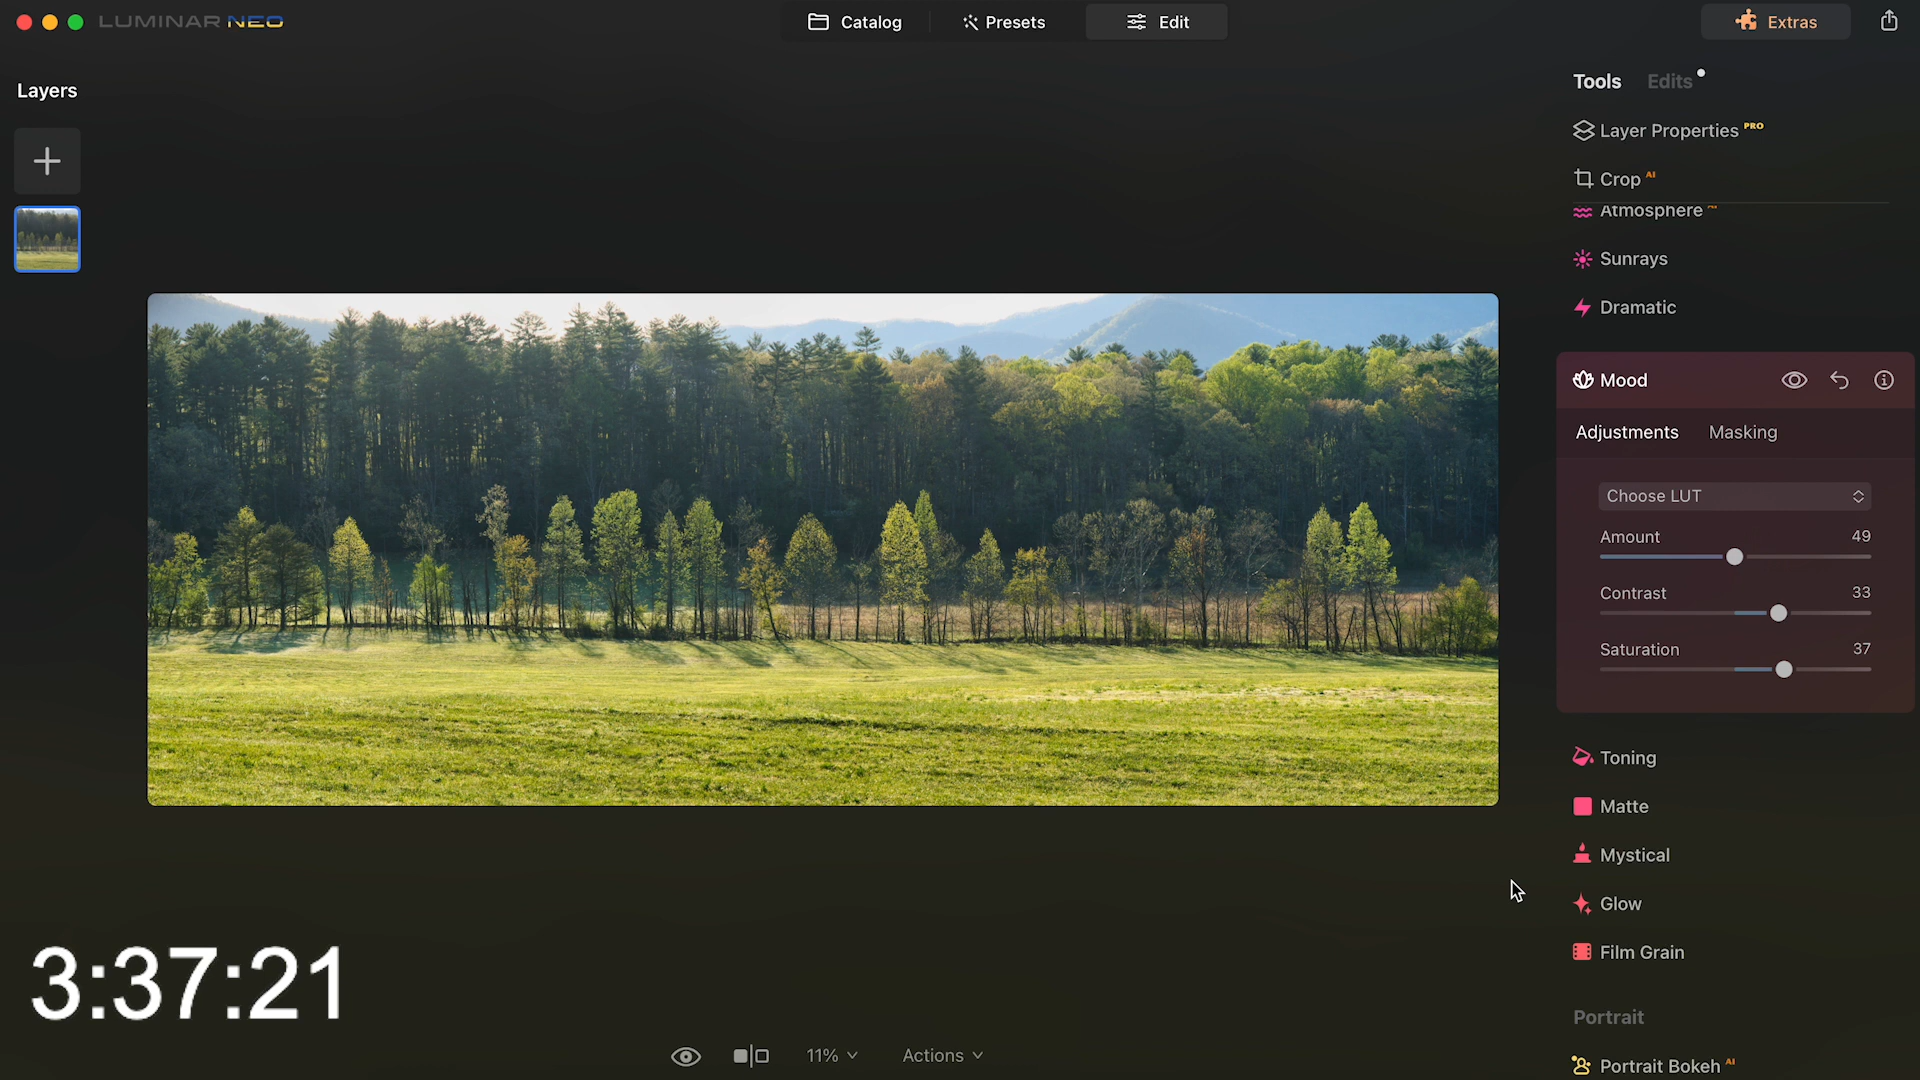 LUMINAR NEO
Catalog
Presets
Edit
Extras
Layers
Tools
Edits
Layer Properties PRO
Crop AI
Atmosphere AI
Sunrays
Dramatic
Mood
Adjustments
Masking
Choose LUT
Amount 49
Contrast 33
Saturation 37
Toning
Matte
Mystical
Glow
Film Grain
Portrait
Portrait Bokeh AI
3:37:21
11%
Actions